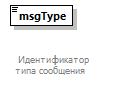 msgType
Идентификатор
типа сообщения